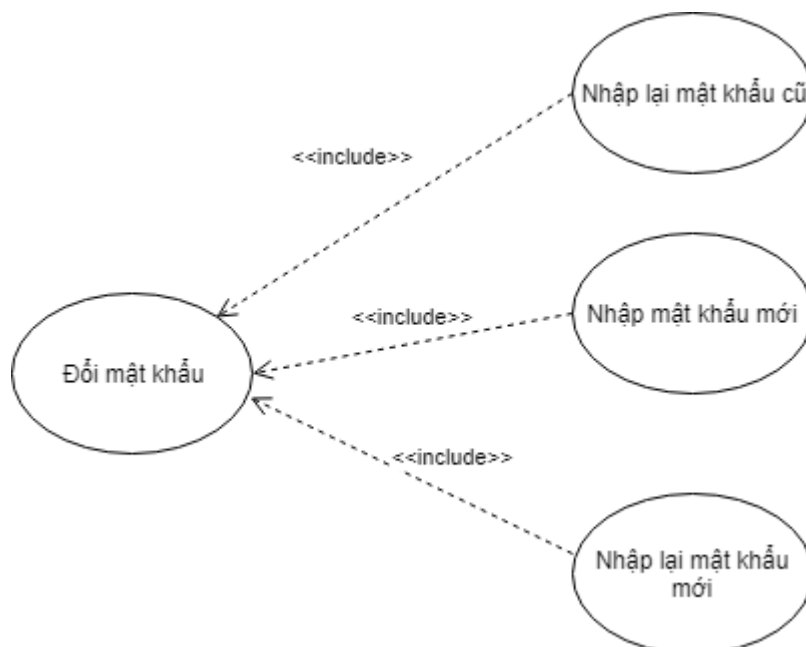 Nhập lại mật khẩu cũ
<<include>>
Nhập mật khẩu mới
<<include>>
Đổi mật khẩu
<<include>>
Nhập lại mật khẩu
mới